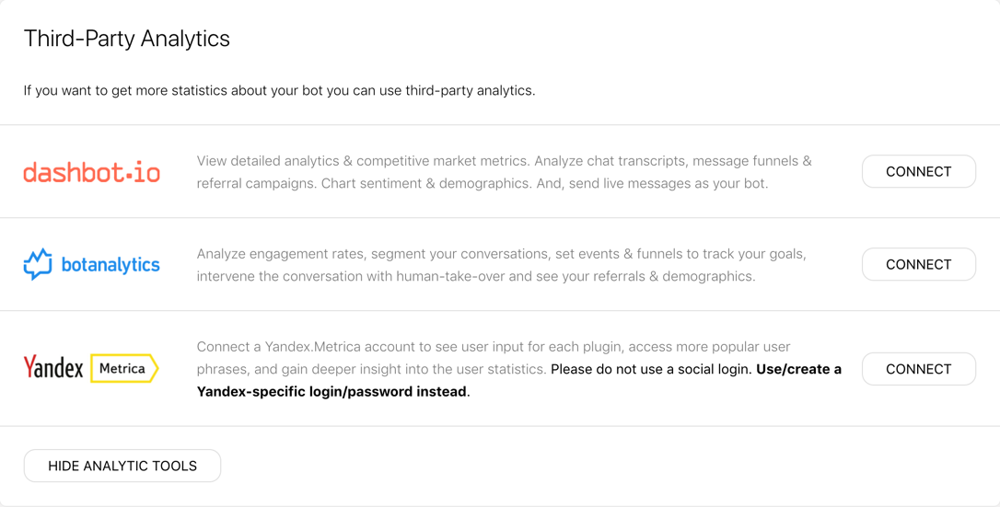 Third-Party Analytics
If you want to get more statistics about your bot you can use third-party analytics.
dashbot.io
View detailed analytics & competitive market metrics. Analyze chat transcripts, message funnels &
referral campaigns. Chart sentiment & demographics. And, send live messages as your bot.
CONNECT
botanalytics
Analyze engagement rates, segment your conversations, set events & funnels to track your goals,
intervene the conversation with human-take-over and see your referrals & demographics.
CONNECT
Yandex Metrica
Connect a Yandex.Metrica account to see user input for each plugin, access more popular user
phrases, and gain deeper insight into the user statistics. Please do not use a social login. Use/create a
Yandex-specific login/password instead.
CONNECT
HIDE ANALYTIC TOOLS